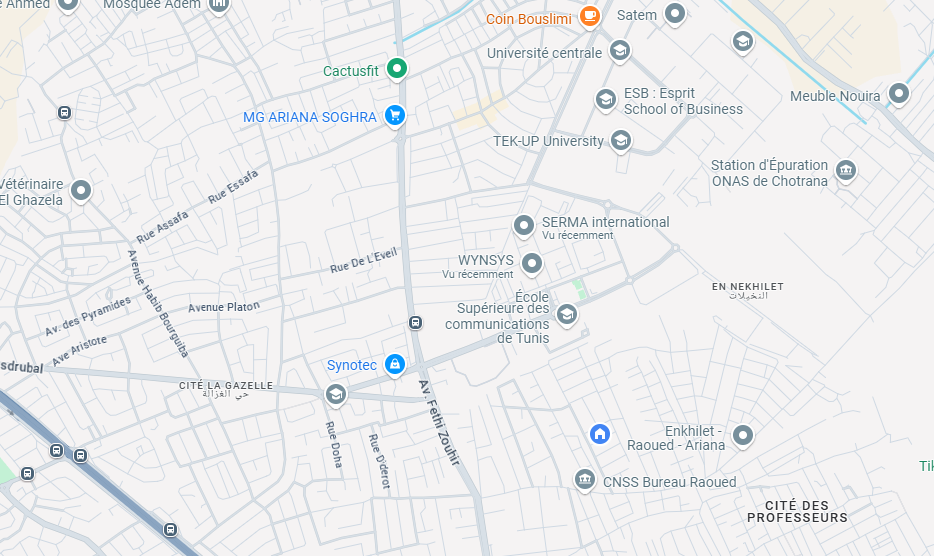 Ahmed
Mosquée Adem
Coin Bouslimi
Satem
Université centrale
Cactusfit
ESB : Esprit
School of Business
Meuble Nouira
MG ARIANA SOGHRA
TEK-UP University
Station d'Épuration
ONAS de Chotrana
Vétérinaire
El Ghazela
Rue Essafa
Rue Assafa
SERMA international
Vu récemment
Rue De L'Eveil
WYNSYS
Vu récemment
Avenue Habib Bourguiba
EN NEKHILET
النخيلات
École
Supérieure des
communications
de Tunis
Av. des Pyramides
Avenue Platon
Ave Aristote
sdrubal
Synotec
CITÉ LA GAZELLE
حي الغزالة
Av. Fethi Zouhir
Rue Doha
Rue D'derot
Enkhilet -
Raoued - Ariana
Tik
CNSS Bureau Raoued
CITÉ DES
PROFESSEURS